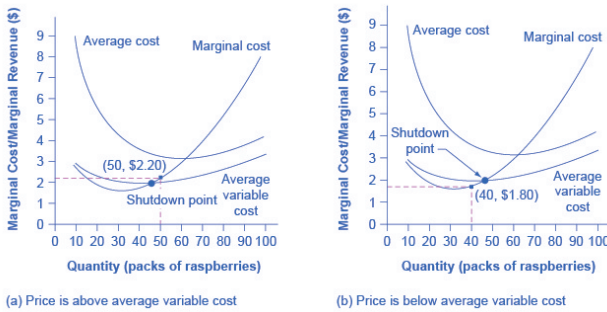 Marginal Cost/Marginal Revenue ($)
9
8
7
6
5
4
3
2
1
0
Average cost
Marginal cost
(50, $2.20)
Shutdown point
Average
variable
cost
0 10 20 30 40 50 60 70 80 90 100
Quantity (packs of raspberries)
(a) Price is above average variable cost
Marginal Cost/Marginal Revenue ($)
9
8
7
6
5
4
3
2
1
0
Average cost
Marginal cost
Shutdown
point
(40, $1.80)
Average
variable
cost
0 10 20 30 40 50 60 70 80 90 100
Quantity (packs of raspberries)
(b) Price is below average variable cost